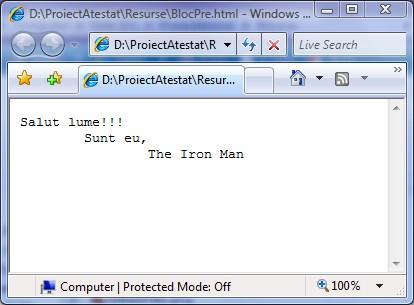 D:\ProiectAtestat\Resurse\BlocPre.html - Windows ...
D:\ProiectAtestat\R
Live Search
D:\ProiectAtestat\Resur...
Salut lume!!!
Sunt eu,
The Iron Man
Computer | Protected Mode: Off
100%